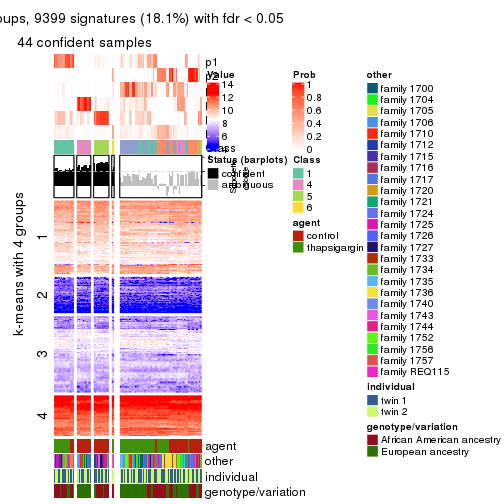 oups, 9399 signatures (18.1%) with fdr < 0.05
44 confident samples
p1
p2
Value
14
12
10
8
6
Prob
1
0.8
0.6
0.4
0.2
0
Class
Status (barplots)
confident
ambiguous
Class
1
4
5
6
agent
control
thapsigargin
k-means with 4 groups
1
2
3
4
agent
other
individual
genotype/variation
other
family 1700
family 1704
family 1705
family 1706
family 1710
family 1712
family 1715
family 1716
family 1717
family 1720
family 1721
family 1724
family 1725
family 1726
family 1727
family 1733
family 1734
family 1735
family 1736
family 1740
family 1743
family 1744
family 1752
family 1756
family 1757
family REQ115
individual
twin 1
twin 2
genotype/variation
African American ancestry
European ancestry